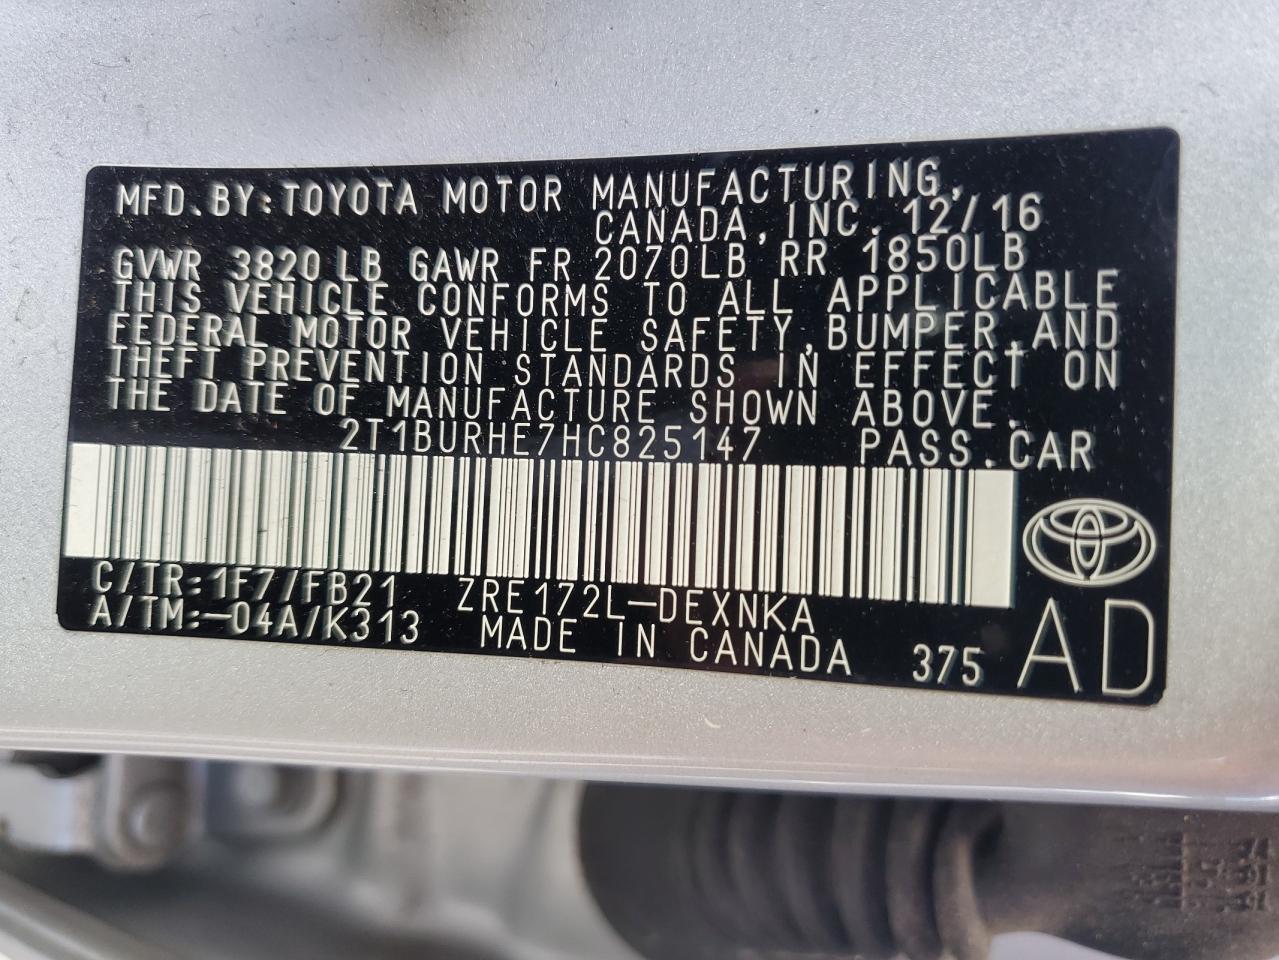 MFD. BY: TOYOTA MOTOR MANUFACTURING,
CANADA, INC. 12/16
GVWR 3820 LB GAWR FR 2070LB RR 1850LB
THIS VEHICLE CONFORMS TO ALL APPLICABLE
FEDERAL MOTOR VEHICLE SAFETY, BUMPER, AND
THEFT PREVENTION STANDARDS IN EFFECT ON
THE DATE OF MANUFACTURE SHOWN ABOVE.
2T1BURHE7HC825147 PASS. CAR
C/TR: 1F7/FB21 ZRE172L-DEXNKA
A/TM: -04A/K313 MADE IN CANADA 375 AD